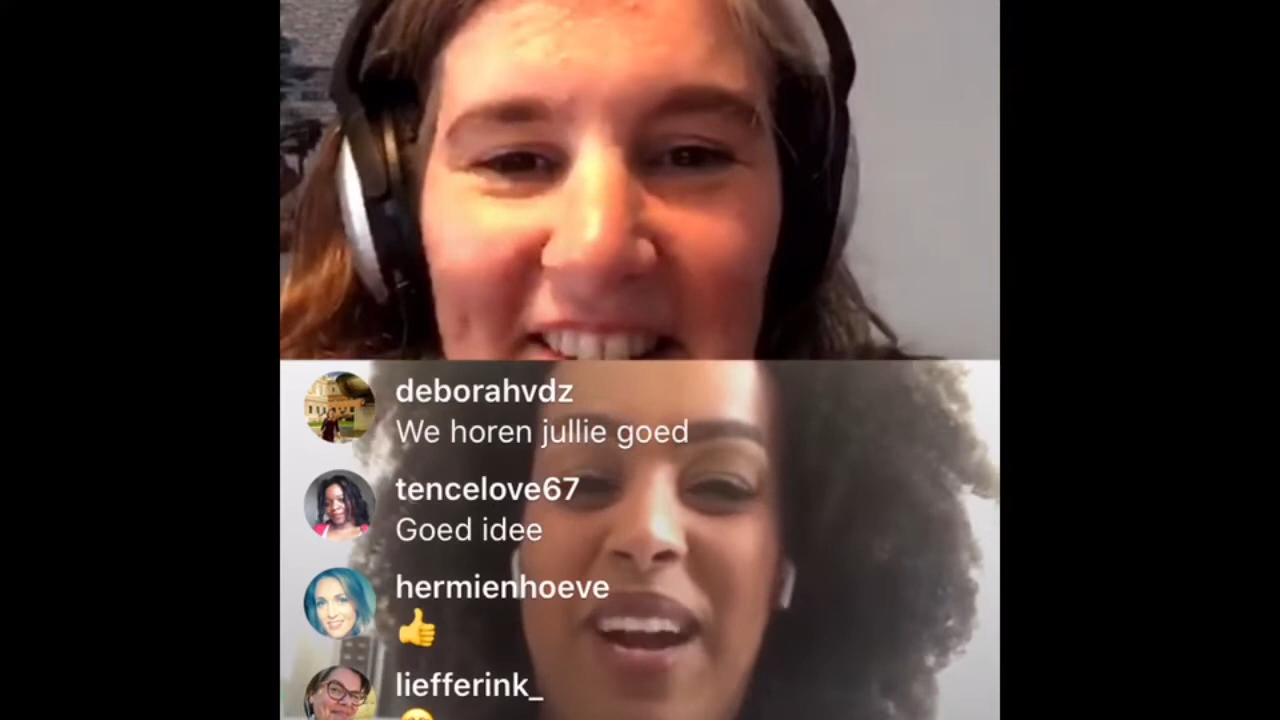 deborahvdz
We horen jullie goed
tencelove67
Goed idee
hermienhoeve
👍
liefferink_